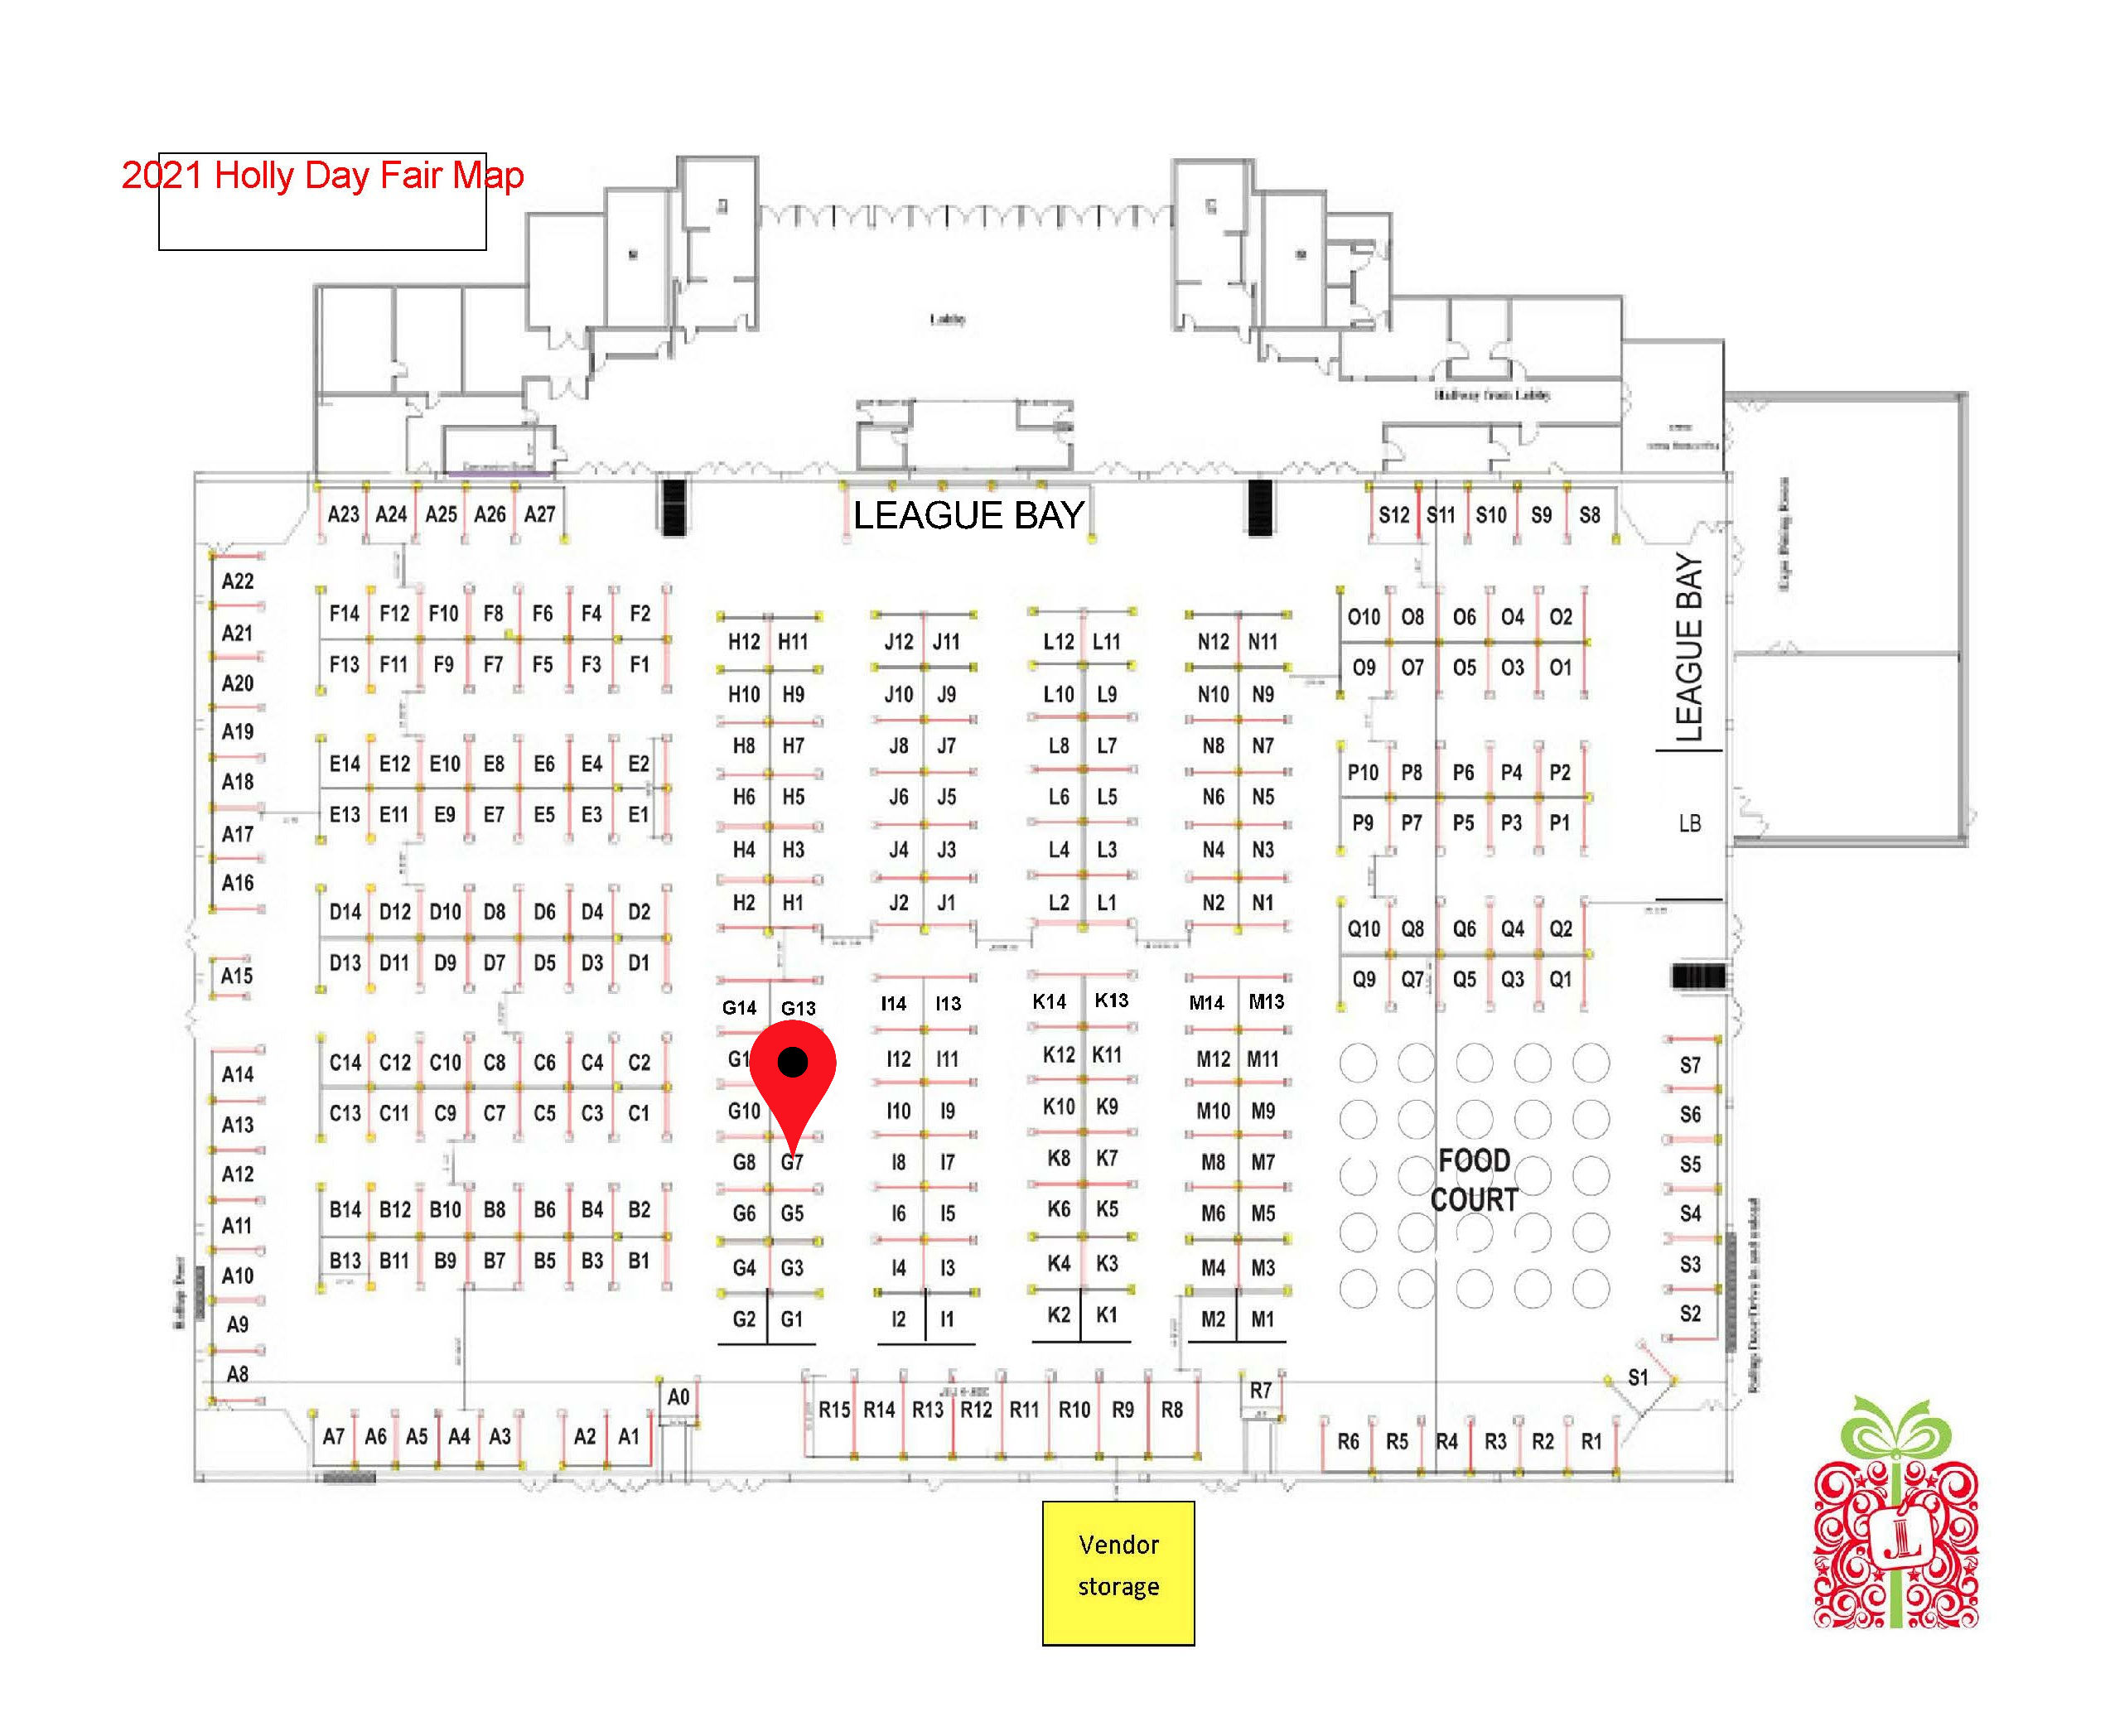 2021 Holly Day Fair Map
Lobby
Hallway from Lobby
LEAGUE BAY
A23 A24 A25 A26 A27
S12 S11 S10 S9 S8
A22
A21
A20
A19
A18
A17
A16
A15
A14
A13
A12
A11
A10
A9
A8
F14 F12 F10 F8 F6 F4 F2
F13 F11 F9 F7 F5 F3 F1
E14 E12 E10 E8 E6 E4 E2
E13 E11 E9 E7 E5 E3 E1
D14 D12 D10 D8 D6 D4 D2
D13 D11 D9 D7 D5 D3 D1
C14 C12 C10 C8 C6 C4 C2
C13 C11 C9 C7 C5 C3 C1
B14 B12 B10 B8 B6 B4 B2
B13 B11 B9 B7 B5 B3 B1
H12 H11
H10 H9
H8 H7
H6 H5
H4 H3
H2 H1
J12 J11
J10 J9
J8 J7
J6 J5
J4 J3
J2 J1
L12 L11
L10 L9
L8 L7
L6 L5
L4 L3
L2 L1
N12 N11
N10 N9
N8 N7
N6 N5
N4 N3
N2 N1
G14 G13
G1
G10
G8 G7
G6 G5
G4 G3
G2 G1
I14 I13
I12 I11
I10 I9
I8 I7
I6 I5
I4 I3
I2 I1
K14 K13
K12 K11
K10 K9
K8 K7
K6 K5
K4 K3
K2 K1
M14 M13
M12 M11
M10 M9
M8 M7
M6 M5
M4 M3
M2 M1
O10 O8 O6 O4 O2
O9 O7 O5 O3 O1
P10 P8 P6 P4 P2
P9 P7 P5 P3 P1
Q10 Q8 Q6 Q4 Q2
Q9 Q7 Q5 Q3 Q1
LEAGUE BAY
LB
FOOD
COURT
S7
S6
S5
S4
S3
S2
S1
A7 A6 A5 A4 A3 A2 A1
A0
R15 R14 R13 R12 R11 R10 R9 R8
R7
R6 R5 R4 R3 R2 R1
Vendor
storage
JL